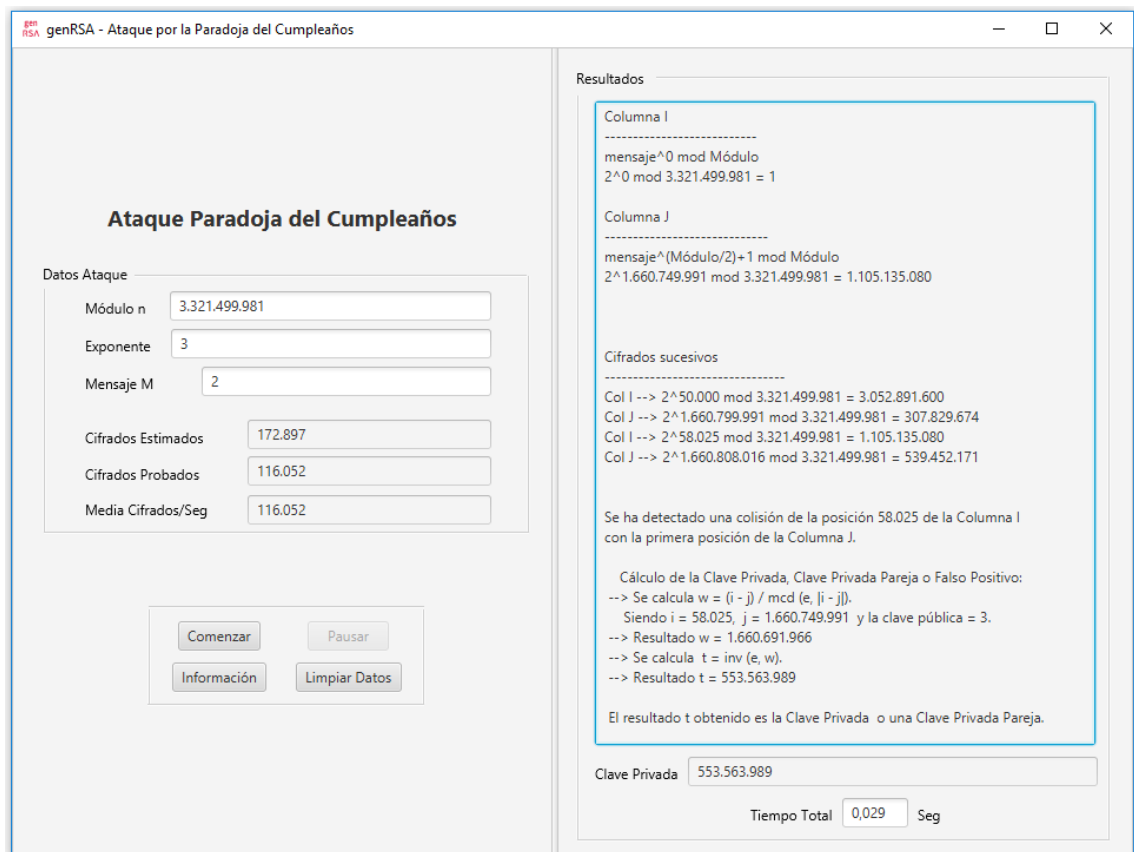 gen
RSA genRSA - Ataque por la Paradoja del Cumpleaños
Ataque Paradoja del Cumpleaños
Datos Ataque
Módulo n 3.321.499.981
Exponente 3
Mensaje M 2
Cifrados Estimados 172.897
Cifrados Probados 116.052
Media Cifrados/Seg 116.052
Comenzar Pausar
Información Limpiar Datos
Resultados
Columna I
----------------------------
mensaje^0 mod Módulo
2^0 mod 3.321.499.981 = 1
Columna J
------------------------------
mensaje^(Módulo/2)+1 mod Módulo
2^1.660.749.991 mod 3.321.499.981 = 1.105.135.080
Cifrados sucesivos
---------------------------------
Col I --> 2^50.000 mod 3.321.499.981 = 3.052.891.600
Col J --> 2^1.660.799.991 mod 3.321.499.981 = 307.829.674
Col I --> 2^58.025 mod 3.321.499.981 = 1.105.135.080
Col J --> 2^1.660.808.016 mod 3.321.499.981 = 539.452.171
Se ha detectado una colisión de la posición 58.025 de la Columna I
con la primera posición de la Columna J.
Cálculo de la Clave Privada, Clave Privada Pareja o Falso Positivo:
--> Se calcula w = (i - j) / mcd (e, |i - j|).
Siendo i = 58.025, j = 1.660.749.991 y la clave pública = 3.
--> Resultado w = 1.660.691.966
--> Se calcula t = inv (e, w).
--> Resultado t = 553.563.989
El resultado t obtenido es la Clave Privada o una Clave Privada Pareja.
Clave Privada 553.563.989
Tiempo Total 0,029 Seg